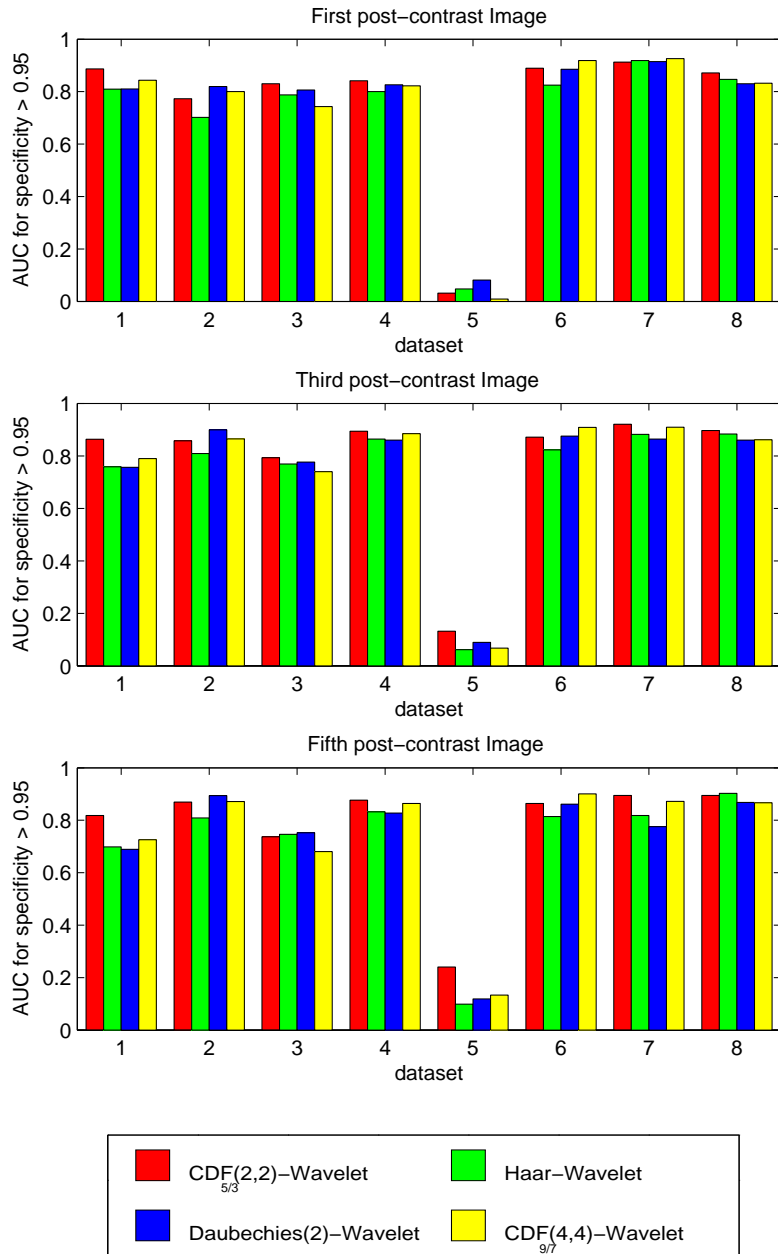 First post−contrast Image
1
0.8
0.6
0.4
0.2
0
AUC for specificity > 0.95
1 2 3 4 5 6 7 8
dataset
Third post−contrast Image
1
0.8
0.6
0.4
0.2
0
AUC for specificity > 0.95
1 2 3 4 5 6 7 8
dataset
Fifth post−contrast Image
1
0.8
0.6
0.4
0.2
0
AUC for specificity > 0.95
1 2 3 4 5 6 7 8
dataset
CDF(2,2)−Wavelet
5/3
Haar−Wavelet
Daubechies(2)−Wavelet
CDF(4,4)−Wavelet
9/7